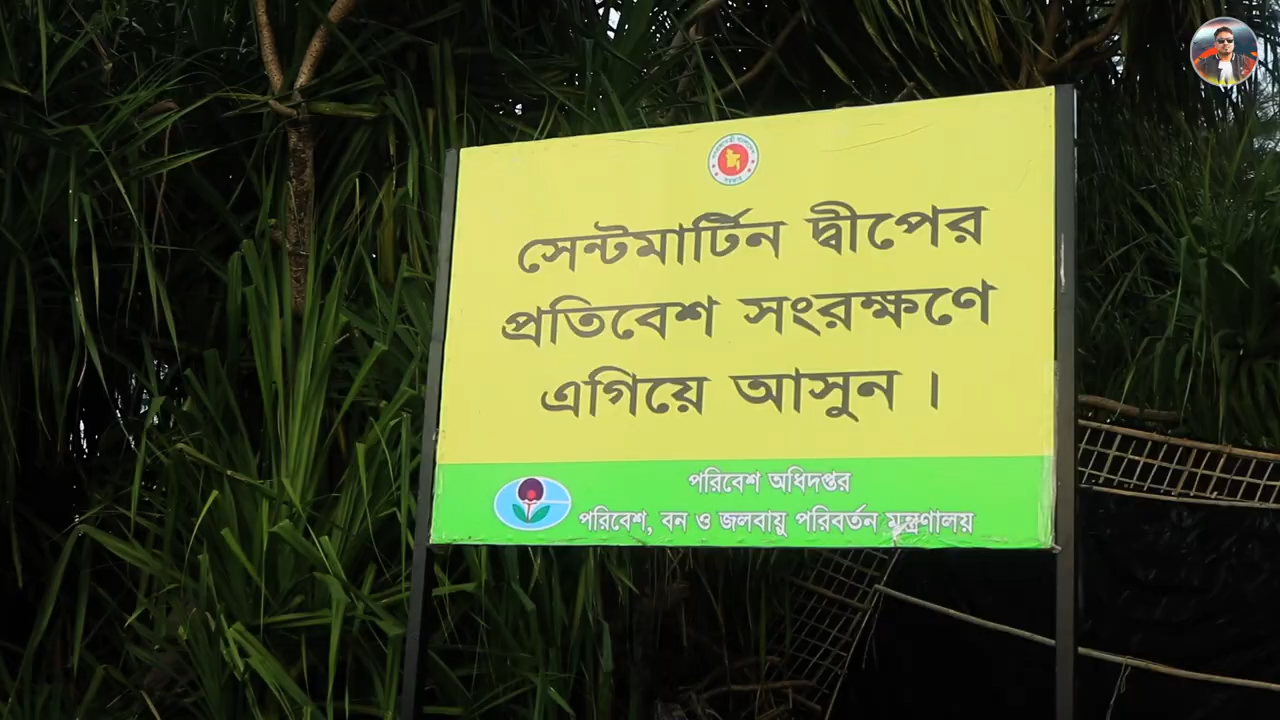 সেন্টমার্টিন দ্বীপের
প্রতিবেশ সংরক্ষণে
এগিয়ে আসুন ।
পরিবেশ অধিদপ্তর
পরিবেশ, বন ও জলবায়ু পরিবর্তন মন্ত্রণালয়